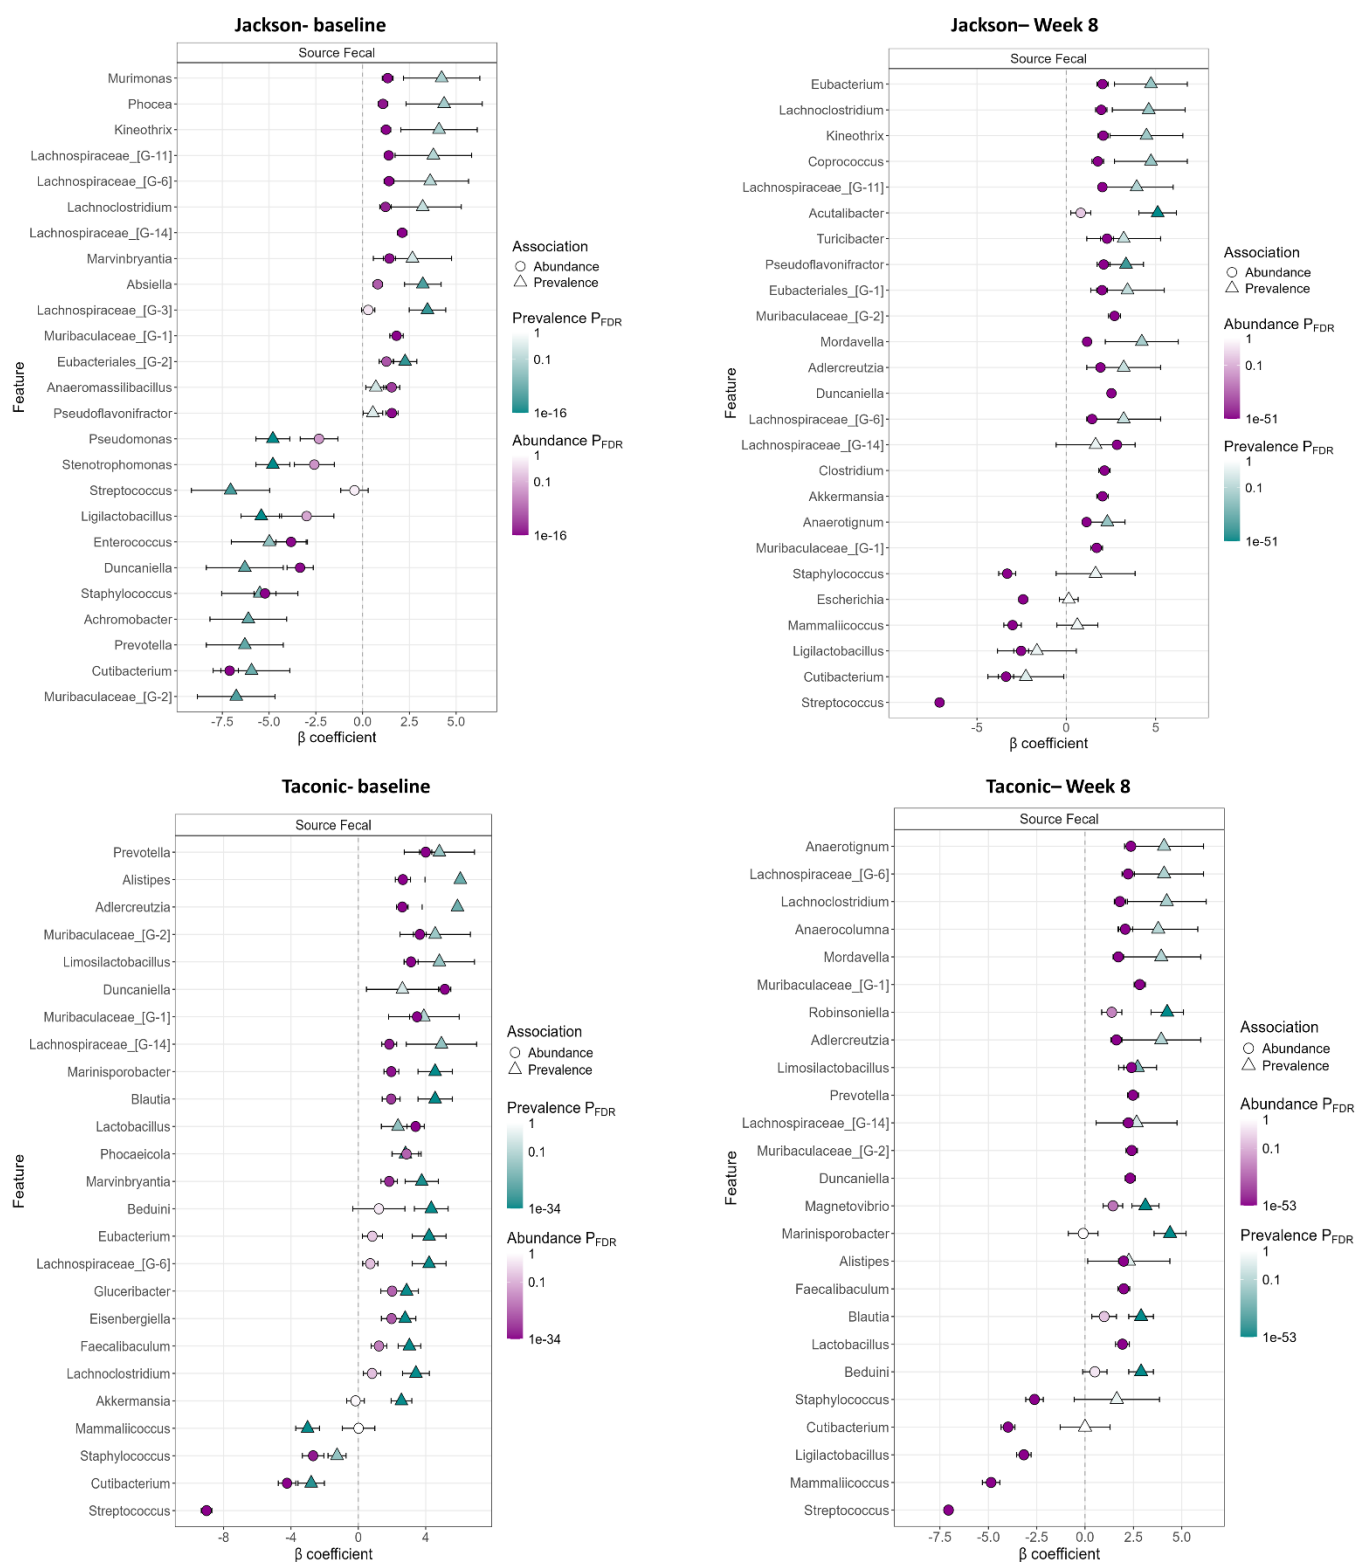 Jackson- baseline
Source Fecal
Feature
Murimonas
Phocea
Kineothrix
Lachnospiraceae_[G-11]
Lachnospiraceae_[G-6]
Lachnoclostridium
Lachnospiraceae_[G-14]
Marvinbryantia
Absiella
Lachnospiraceae_[G-3]
Muribaculaceae_[G-1]
Eubacteriales_[G-2]
Anaeromassilibacillus
Pseudoflavonifractor
Pseudomonas
Stenotrophomonas
Streptococcus
Ligilactobacillus
Enterococcus
Duncaniella
Staphylococcus
Achromobacter
Prevotella
Cutibacterium
Muribaculaceae_[G-2]
-7.5 -5.0 -2.5 0.0 2.5 5.0
β coefficient
Association
Abundance
Prevalence
Prevalence PFDR
1
0.1
1e-16
Abundance PFDR
1
0.1
1e-16
Jackson– Week 8
Source Fecal
Feature
Eubacterium
Lachnoclostridium
Kineothrix
Coprococcus
Lachnospiraceae_[G-11]
Acutalibacter
Turicibacter
Pseudoflavonifractor
Eubacteriales_[G-1]
Muribaculaceae_[G-2]
Mordavella
Adlercreutzia
Duncaniella
Lachnospiraceae_[G-6]
Lachnospiraceae_[G-14]
Clostridium
Akkermansia
Anaerotignum
Muribaculaceae_[G-1]
Staphylococcus
Escherichia
Mammaliicoccus
Ligilactobacillus
Cutibacterium
Streptococcus
-5 0 5
β coefficient
Association
Abundance
Prevalence
Abundance PFDR
1
0.1
1e-51
Prevalence PFDR
1
0.1
1e-51
Taconic- baseline
Source Fecal
Feature
Prevotella
Alistipes
Adlercreutzia
Muribaculaceae_[G-2]
Limosilactobacillus
Duncaniella
Muribaculaceae_[G-1]
Lachnospiraceae_[G-14]
Marinisporobacter
Blautia
Lactobacillus
Phocaeicola
Marvinbryantia
Beduini
Eubacterium
Lachnospiraceae_[G-6]
Gluceribacter
Eisenbergiella
Faecalibaculum
Lachnoclostridium
Akkermansia
Mammaliicoccus
Staphylococcus
Cutibacterium
Streptococcus
-8 -4 0 4
β coefficient
Association
Abundance
Prevalence
Prevalence PFDR
1
0.1
1e-34
Abundance PFDR
1
0.1
1e-34
Taconic– Week 8
Source Fecal
Feature
Anaerotignum
Lachnospiraceae_[G-6]
Lachnoclostridium
Anaerocolumna
Mordavella
Muribaculaceae_[G-1]
Robinsoniella
Adlercreutzia
Limosilactobacillus
Prevotella
Lachnospiraceae_[G-14]
Muribaculaceae_[G-2]
Duncaniella
Magnetovibrio
Marinisporobacter
Alistipes
Faecalibaculum
Blautia
Lactobacillus
Beduini
Staphylococcus
Cutibacterium
Ligilactobacillus
Mammaliicoccus
Streptococcus
-7.5 -5.0 -2.5 0.0 2.5 5.0
β coefficient
Association
Abundance
Prevalence
Abundance PFDR
1
0.1
1e-53
Prevalence PFDR
1
0.1
1e-53